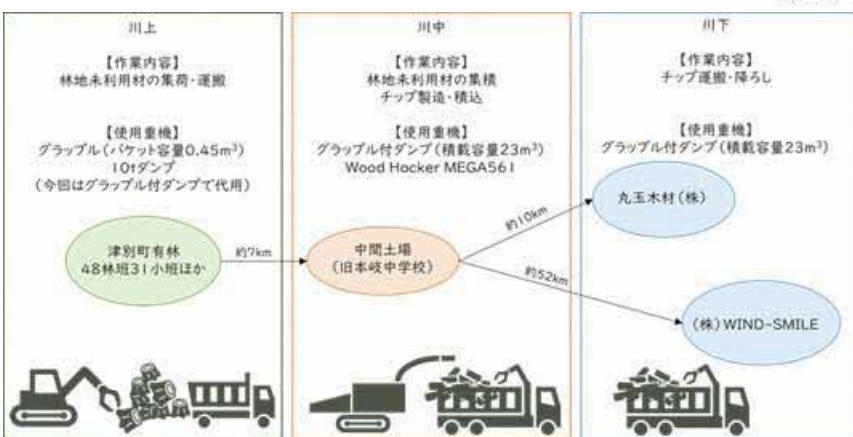 川上
【作業内容】
林地未利用材の集荷・運搬
【使用重機】
グラップル(バケット容量0.45m³)
10tダンプ
(今回はグラップル付ダンプで代用)
津別町有林
48林班31小班ほか
約7km
川中
【作業内容】
林地未利用材の集積
チップ製造・積込
【使用重機】
グラップル付ダンプ(積載容量23m³)
Wood Hocker MEGA561
中間土場
(旧本岐中学校)
約10km
約52km
川下
【作業内容】
チップ運搬・降ろし
【使用重機】
グラップル付ダンプ(積載容量23m³)
丸玉木材(株)
(株)WIND-SMILE